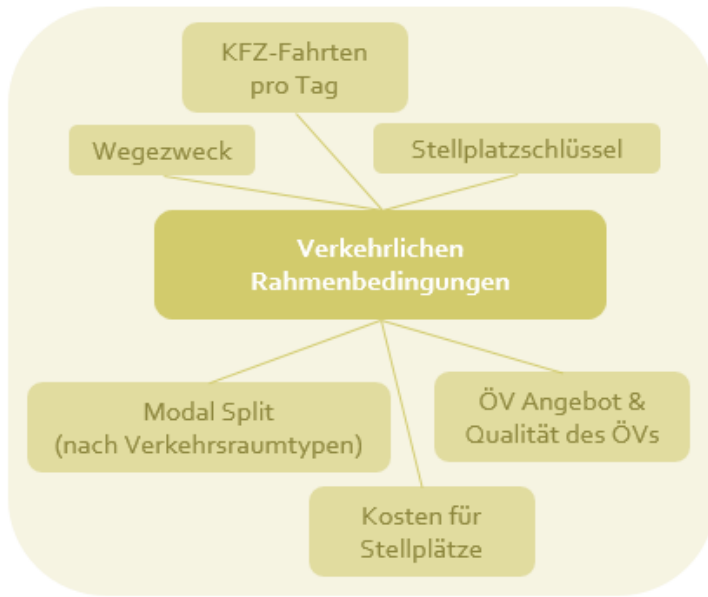 KFZ-Fahrten
pro Tag
Wegezweck
Stellplatzschlüssel
Verkehrlichen
Rahmenbedingungen
Modal Split
(nach Verkehrsraumtypen)
ÖV Angebot &
Qualität des ÖVs
Kosten für
Stellplätze